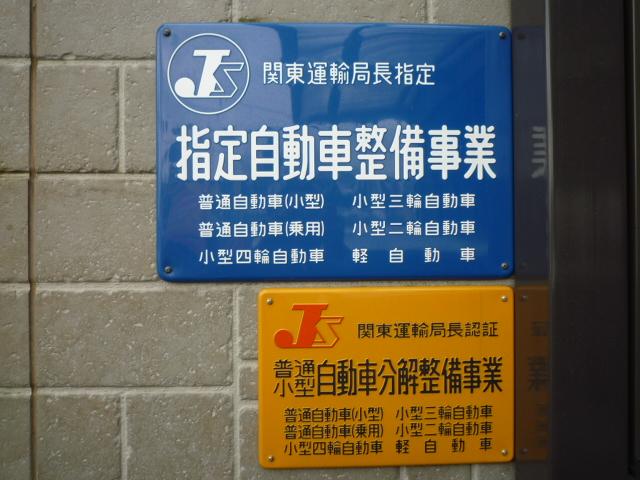 JS 関東運輸局長指定
指定自動車整備事業
普通自動車(小型) 小型三輪自動車
普通自動車(乗用) 小型二輪自動車
小型四輪自動車 軽自動車
JS 関東運輸局長認証
普通小型自動車分解整備事業
普通自動車(小型) 小型三輪自動車
普通自動車(乗用) 小型二輪自動車
小型四輪自動車 軽自動車